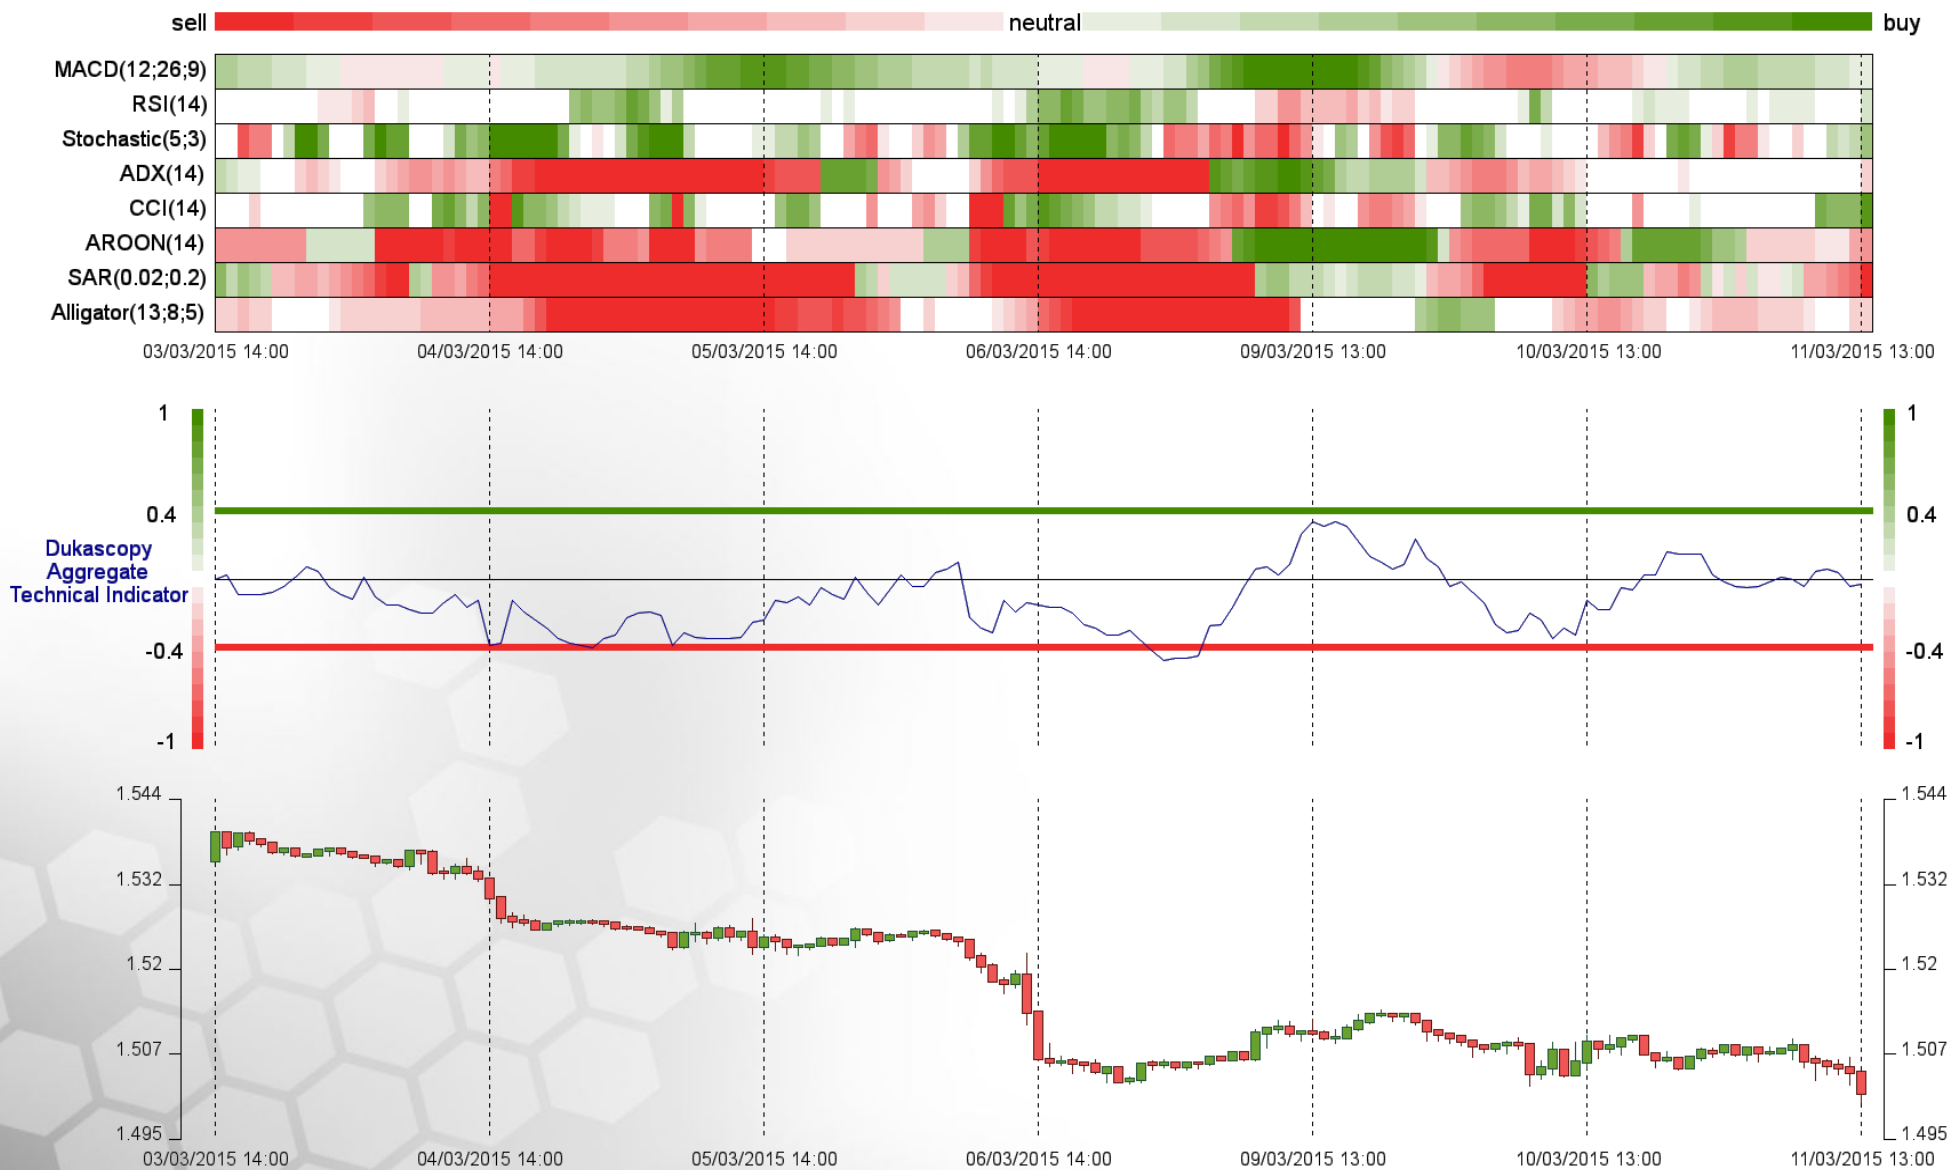 sell neutral buy
MACD(12;26;9)
RSI(14)
Stochastic(5;3)
ADX(14)
CCI(14)
AROON(14)
SAR(0.02;0.2)
Alligator(13;8;5)
03/03/2015 14:00 04/03/2015 14:00 05/03/2015 14:00 06/03/2015 14:00 09/03/2015 13:00 10/03/2015 13:00 11/03/2015 13:00
1 1
0.4 0.4
Dukascopy
Aggregate
Technical Indicator
-0.4 -0.4
-1 -1
1.544 1.544
1.532 1.532
1.52 1.52
1.507 1.507
1.495 1.495
03/03/2015 14:00 04/03/2015 14:00 05/03/2015 14:00 06/03/2015 14:00 09/03/2015 13:00 10/03/2015 13:00 11/03/2015 13:00